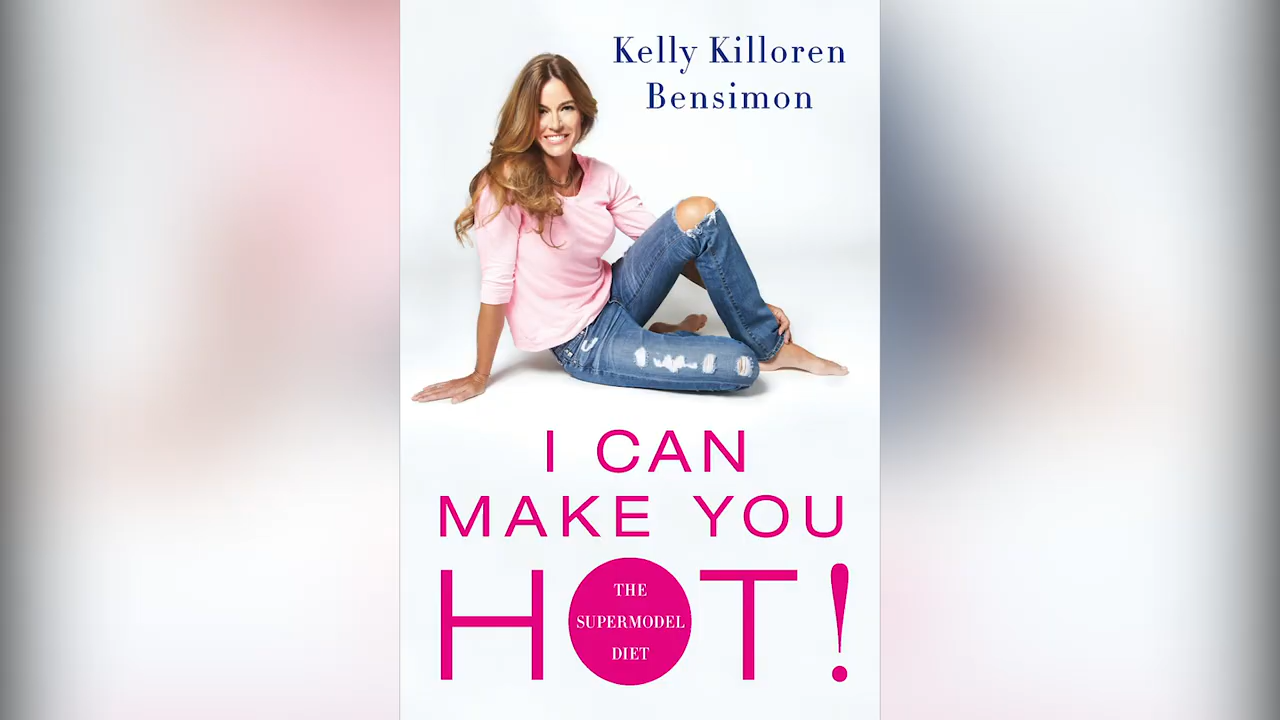 Kelly Killoren
Bensimon
I CAN
MAKE YOU
HOT!
THE
SUPERMODEL
DIET